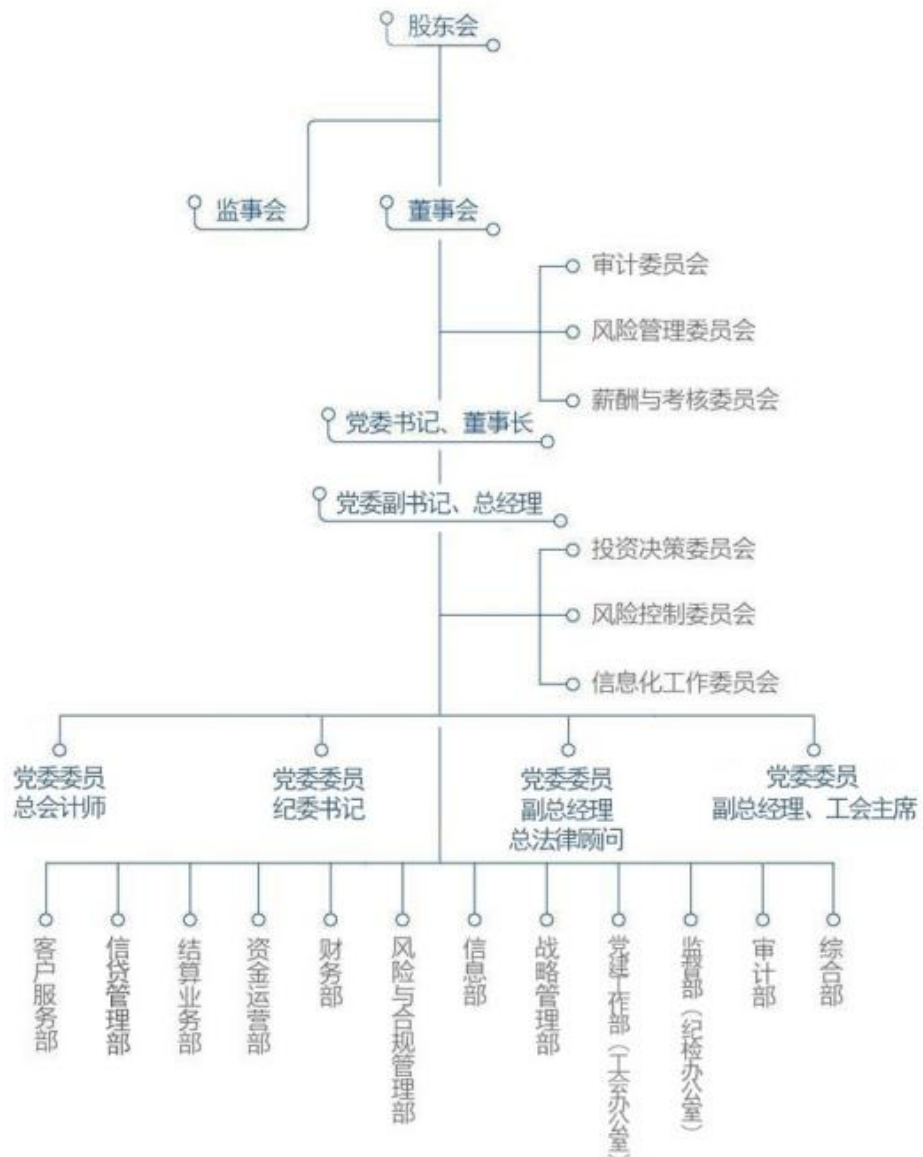 股东会
监事会
董事会
审计委员会
风险管理委员会
薪酬与考核委员会
党委书记、董事长
党委副书记、总经理
投资决策委员会
风险控制委员会
信息化工作委员会
党委委员
总会计师
党委委员
纪委书记
党委委员
副总经理
总法律顾问
党委委员
副总经理、工会主席
客户服务部
信贷管理部
结算业务部
资金运营部
财务部
风险与合规管理部
信息部
战略管理部
党建工作部（工会办公室）
监督部（纪检办公室）
审计部
综合部